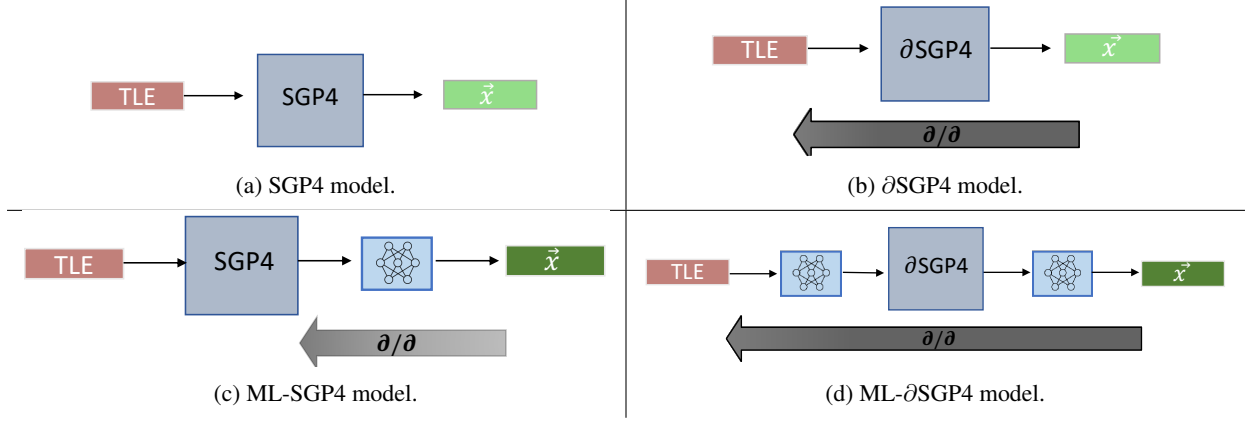 TLE
SGP4
x⃗
(a) SGP4 model.
TLE
∂SGP4
x⃗
∂/∂
(b) ∂SGP4 model.
TLE
SGP4
x⃗
∂/∂
(c) ML-SGP4 model.
TLE
∂SGP4
x⃗
∂/∂
(d) ML-∂SGP4 model.